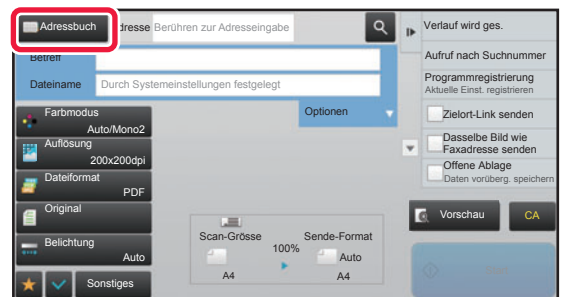 Adressbuch
dresse Berühren zur Adresseingabe
Betreff
Dateiname Durch Systemeinstellungen festgelegt
Optionen
Farbmodus
Auto/Mono2
Auflösung
200x200dpi
Dateiformat
PDF
Original
Belichtung
Auto
Sonstiges
Scan-Grösse
A4
100%
Sende-Format
Auto
A4
Verlauf wird ges.
Aufruf nach Suchnummer
Programmregistrierung
Aktuelle Einst. registrieren
Zielort-Link senden
Dasselbe Bild wie
Faxadresse senden
Offene Ablage
Daten vorüberg. speichern
Vorschau
CA